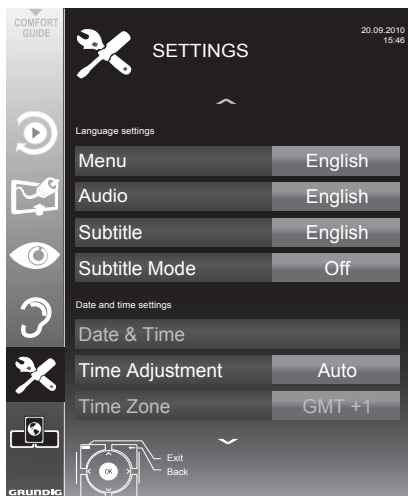 COMFORT
GUIDE
SETTINGS
20.09.2010
15:46
Language settings
Menu English
Audio English
Subtitle English
Subtitle Mode Off
Date and time settings
Date & Time
Time Adjustment Auto
Time Zone GMT +1
Exit
Back
OK
GRUNDIG